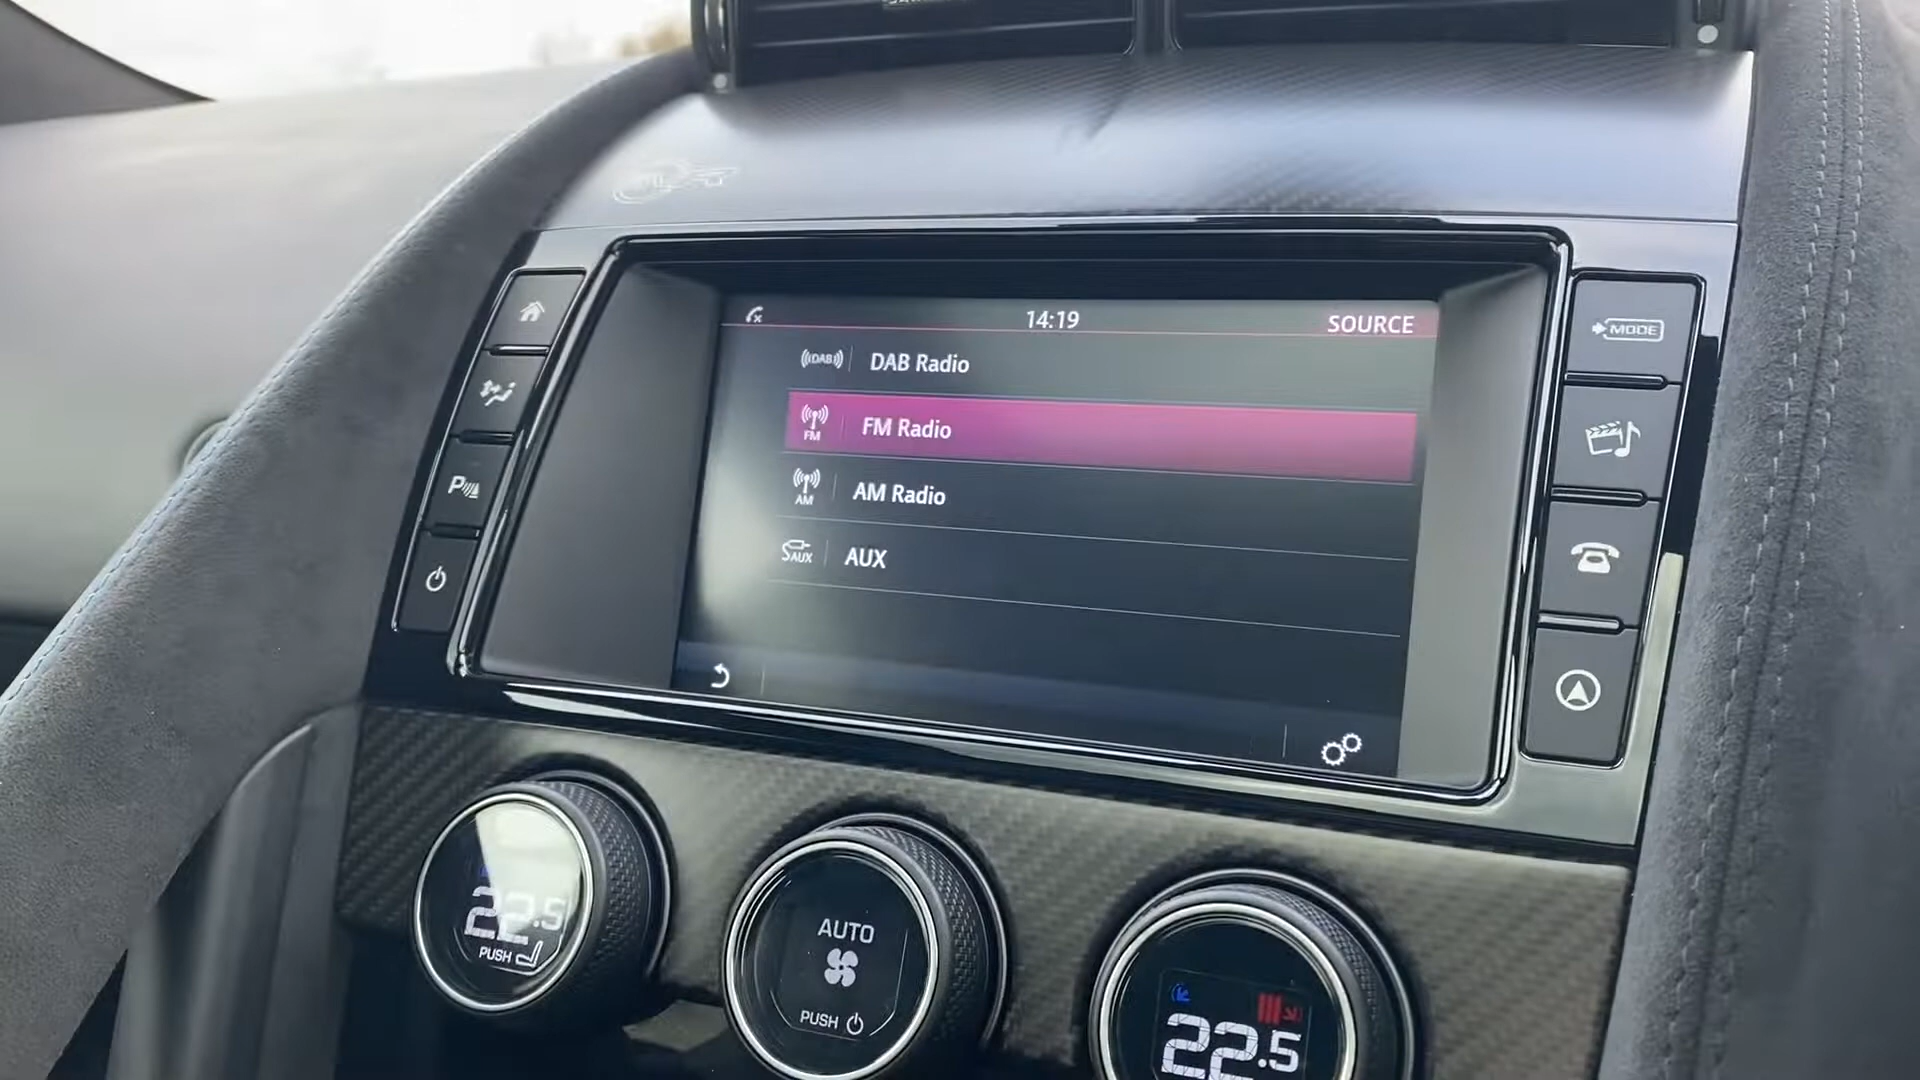 14:19
SOURCE
DAB
DAB Radio
FM
FM Radio
AM
AM Radio
AUX
AUX
MODE
P
22.5
PUSH
AUTO
PUSH
22.5